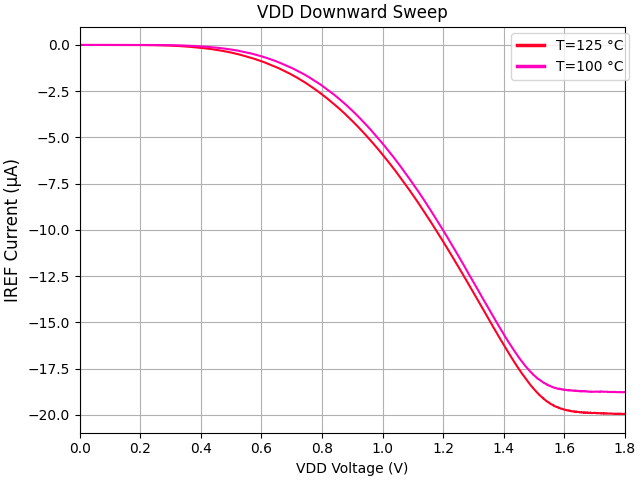 VDD Downward Sweep
T=125 °C
T=100 °C
IREF Current (μA)
0.0
−2.5
−5.0
−7.5
−10.0
−12.5
−15.0
−17.5
−20.0
0.0 0.2 0.4 0.6 0.8 1.0 1.2 1.4 1.6 1.8
VDD Voltage (V)